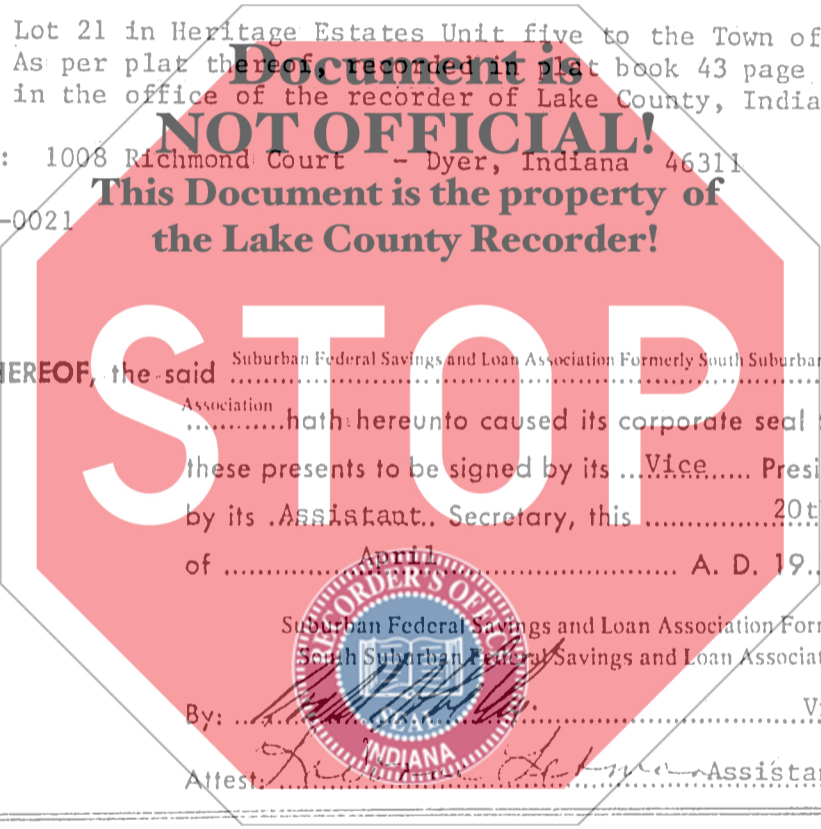 Lot 21 in Heritage Estates Unit five to the Town of
As per plat thereof, recorded in plat book 43 page
in the office of the recorder of Lake County, India
Document is
NOT OFFICIAL!
: 1008 Richmond Court - Dyer, Indiana 46311
This Document is the property of
-0021
the Lake County Recorder!
STOP
HEREOF, the said Suburban Federal Savings and Loan Association Formerly South Suburban
Association hath hereunto caused its corporate seal
these presents to be signed by its ...Vice...... Presi
by its .Assistant.. Secretary, this ................20t
of ................April................................ A. D. 19..
RECORDER'S OFFICE
Suburban Federal Savings and Loan Association For
South Suburban Federal Savings and Loan Associat
SEAL
By: ... Vi
INDIANA
Attest: Assista